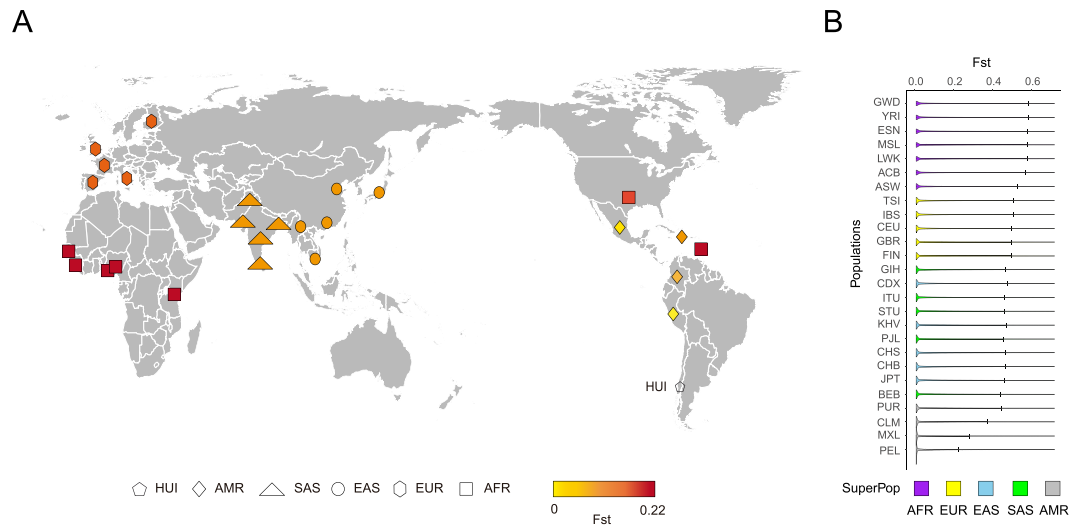 A
HUI
HUI
AMR
SAS
EAS
EUR
AFR
0
0.22
Fst
B
Fst
0.0
0.2
0.4
0.6
Populations
GWD
YRI
ESN
MSL
LWK
ACB
ASW
TSI
IBS
CEU
GBR
FIN
GIH
CDX
ITU
STU
KHV
PJL
CHS
CHB
JPT
BEB
PUR
CLM
MXL
PEL
SuperPop
AFR EUR EAS SAS AMR